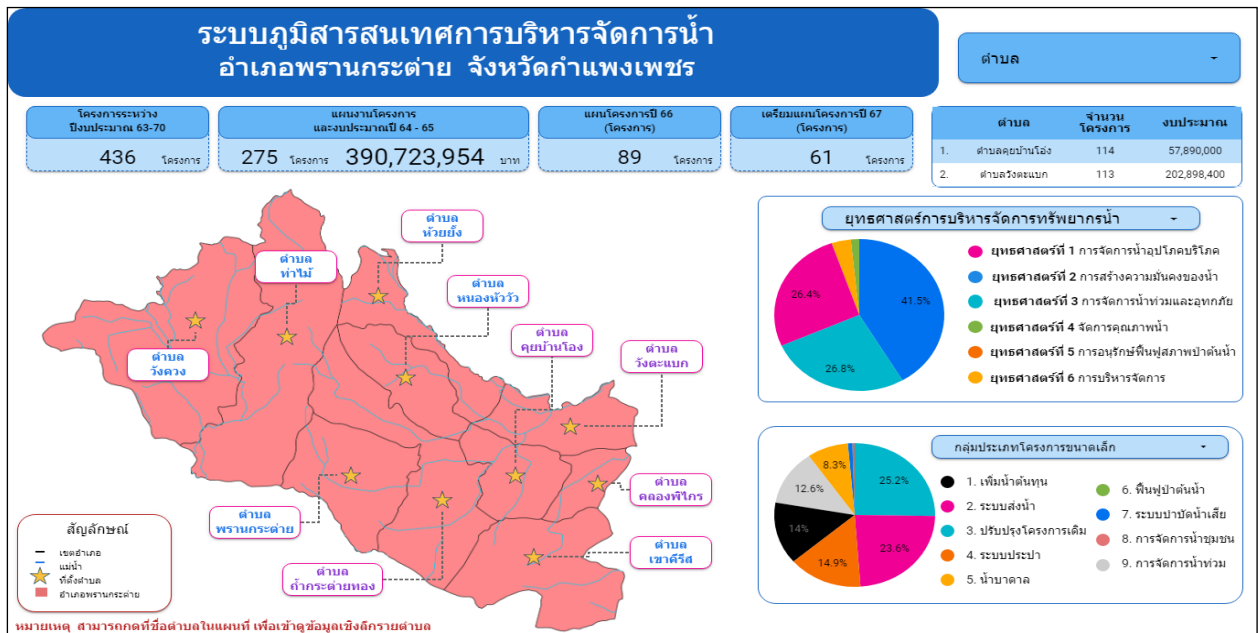 ระบบภูมิสารสนเทศการบริหารจัดการน้ำ
อำเภอพรานกระต่าย จังหวัดกำแพงเพชร
ตำบล
โครงการระหว่าง
ปีงบประมาณ 63-70
436 โครงการ
แผนงานโครงการ
และงบประมาณปี 64 - 65
275 โครงการ 390,723,954 บาท
แผนโครงการปี 66
(โครงการ)
89 โครงการ
เตรียมแผนโครงการปี 67
(โครงการ)
61 โครงการ
ตำบล จำนวน โครงการ งบประมาณ
1. ตำบลคุยบ้านโอ่ง 114 57,890,000
2. ตำบลวังตะแบก 113 202,898,400
ตำบล
ห้วยยั้ง
ตำบล
ท่าไม้
ตำบล
หนองหัววัว
ตำบล
คุยบ้านโอง
ตำบล
วังตะแบก
ตำบล
วังควง
ตำบล
คลองพิไกร
ตำบล
พรานกระต่าย
ตำบล
เขาคีริส
ตำบล
ถ้ำกระต่ายทอง
สัญลักษณ์
เขตอำเภอ
แม่น้ำ
ที่ตั้งตำบล
อำเภอพรานกระต่าย
หมายเหตุ สามารถกดที่ชื่อตำบลในแผนที่ เพื่อเข้าดูข้อมูลเชิงลึกรายตำบล
ยุทธศาสตร์การบริหารจัดการทรัพยากรน้ำ
41.5%
26.8%
26.4%
ยุทธศาสตร์ที่ 1 การจัดการน้ำอุปโภคบริโภค
ยุทธศาสตร์ที่ 2 การสร้างความมั่นคงของน้ำ
ยุทธศาสตร์ที่ 3 การจัดการน้ำท่วมและอุทกภัย
ยุทธศาสตร์ที่ 4 จัดการคุณภาพน้ำ
ยุทธศาสตร์ที่ 5 การอนุรักษ์ฟื้นฟูสภาพป่าต้นน้ำ
ยุทธศาสตร์ที่ 6 การบริหารจัดการ
กลุ่มประเภทโครงการขนาดเล็ก
25.2%
23.6%
14.9%
14%
12.6%
8.3%
1. เพิ่มน้ำต้นทุน
2. ระบบส่งน้ำ
3. ปรับปรุงโครงการเดิม
4. ระบบประปา
5. น้ำบาดาล
6. ฟื้นฟูป่าต้นน้ำ
7. ระบบบำบัดน้ำเสีย
8. การจัดการน้ำชุมชน
9. การจัดการน้ำท่วม